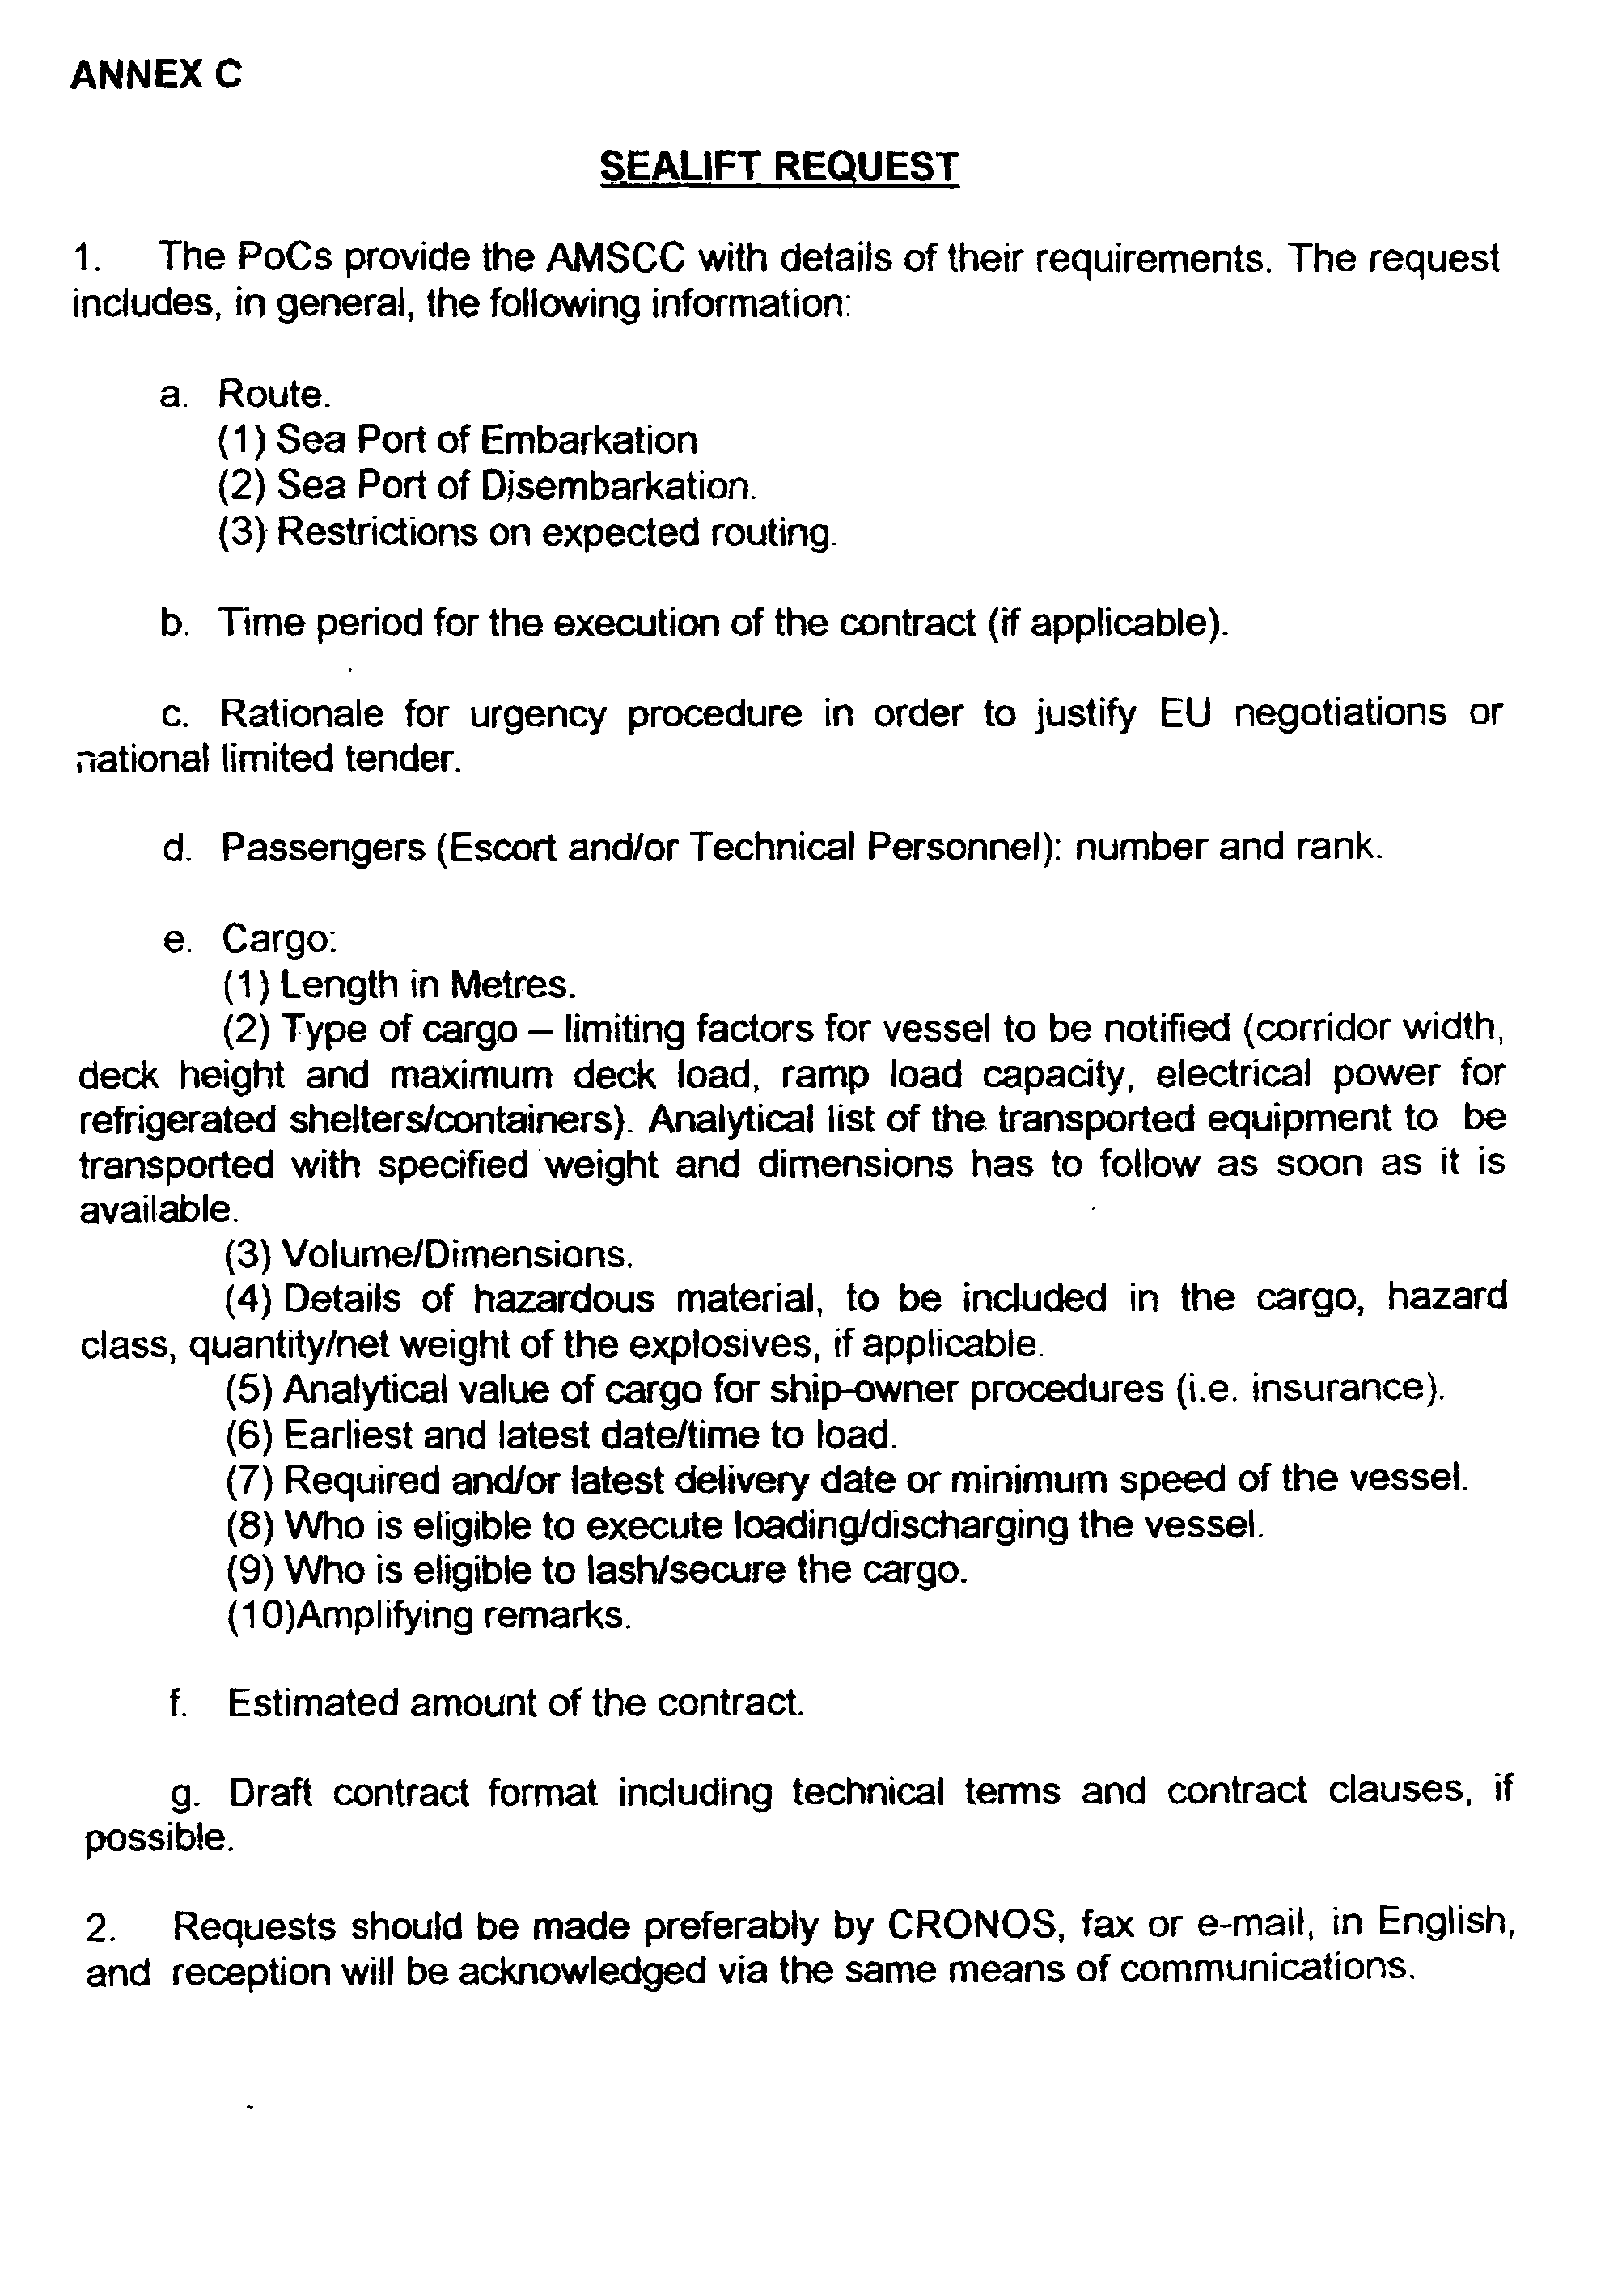 ANNEX C
SEALIFT REQUEST
1. The PoCs provide the AMSCC with details of their requirements. The request
includes, in general, the following information:
a. Route.
(1) Sea Port of Embarkation
(2) Sea Port of Disembarkation.
(3) Restrictions on expected routing.
b. Time period for the execution of the contract (if applicable).
c. Rationale for urgency procedure in order to justify EU negotiations or
national limited tender.
d. Passengers (Escort and/or Technical Personnel): number and rank.
e. Cargo:
(1) Length in Metres.
(2) Type of cargo – limiting factors for vessel to be notified (corridor width,
deck height and maximum deck load, ramp load capacity, electrical power for
refrigerated shelters/containers). Analytical list of the transported equipment to be
transported with specified weight and dimensions has to follow as soon as it is
available.
(3) Volume/Dimensions.
(4) Details of hazardous material, to be included in the cargo, hazard
class, quantity/net weight of the explosives, if applicable.
(5) Analytical value of cargo for ship-owner procedures (i.e. insurance).
(6) Earliest and latest date/time to load.
(7) Required and/or latest delivery date or minimum speed of the vessel.
(8) Who is eligible to execute loading/discharging the vessel.
(9) Who is eligible to lash/secure the cargo.
(10)Amplifying remarks.
f. Estimated amount of the contract.
g. Draft contract format including technical terms and contract clauses, if
possible.
2. Requests should be made preferably by CRONOS, fax or e-mail, in English,
and reception will be acknowledged via the same means of communications.